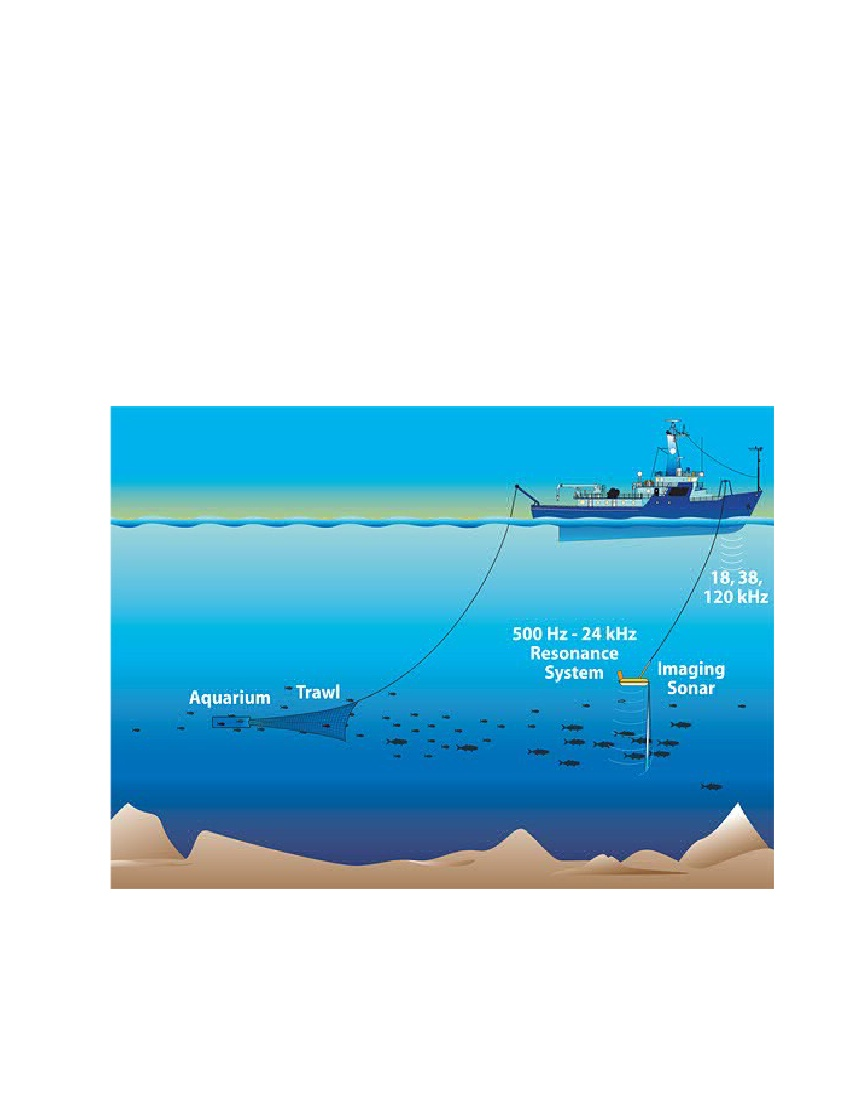 18, 38,
120 kHz
500 Hz - 24 kHz
Resonance
System
Imaging
Sonar
Aquarium
Trawl